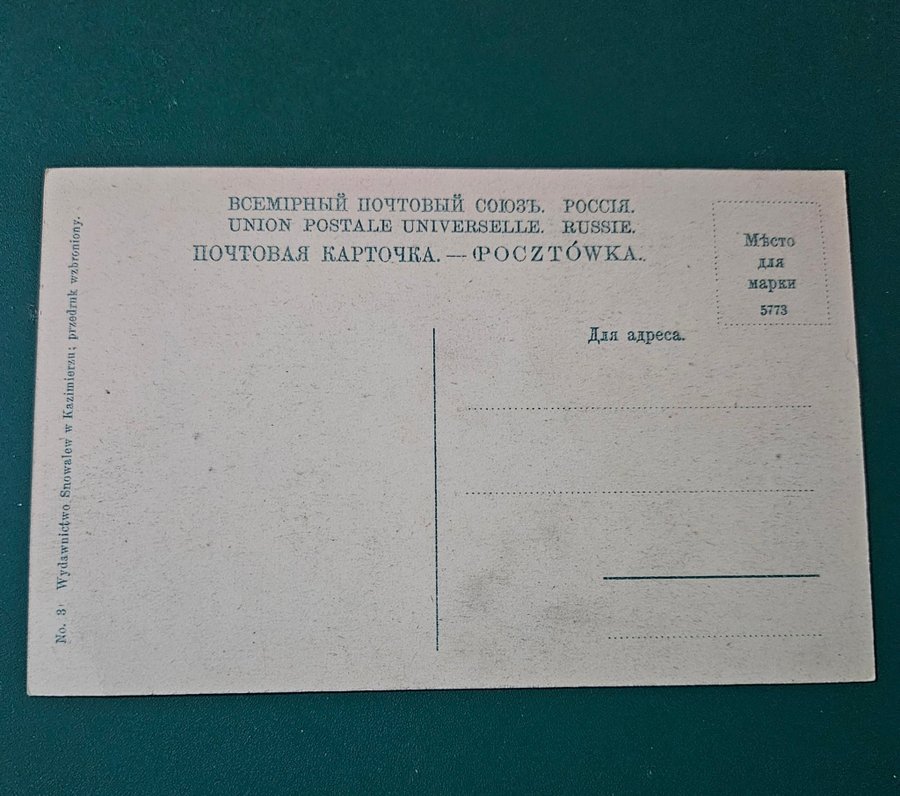 ВСЕМІРНЫЙ ПОЧТОВЫЙ СОЮЗЪ. РОССІЯ.
UNION POSTALE UNIVERSELLE. RUSSIE.
ПОЧТОВАЯ КАРТОЧКА. — POCZTÓWKA.
Мѣсто
для
марки
5773
Для адреса.
No. 3 Wydawnictwo Snowalew w Kazimierzu; przedruk wzbroniony.